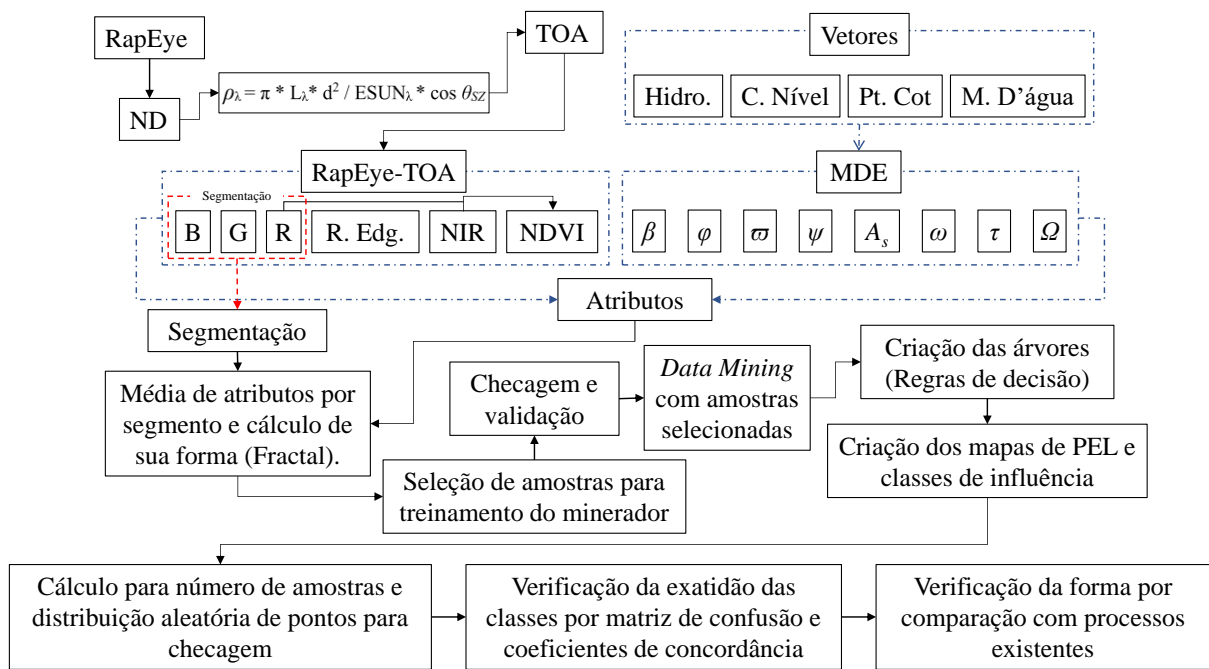 RapEye
TOA
Vetores
ND
ρλ = π * Lλ* d² / ESUNλ * cos θSZ
Hidro.
C. Nível
Pt. Cot
M. D'água
RapEye-TOA
MDE
Segmentação
B
G
R
R. Edg.
NIR
NDVI
β
φ
ϖ
ψ
As
ω
τ
Ω
Atributos
Segmentação
Média de atributos por
segmento e cálculo de
sua forma (Fractal).
Seleção de amostras para
treinamento do minerador
Checagem e
validação
Data Mining
com amostras
selecionadas
Criação das árvores
(Regras de decisão)
Criação dos mapas de PEL e
classes de influência
Cálculo para número de amostras e
distribuição aleatória de pontos para
checagem
Verificação da exatidão das
classes por matriz de confusão e
coeficientes de concordância
Verificação da forma por
comparação com processos
existentes